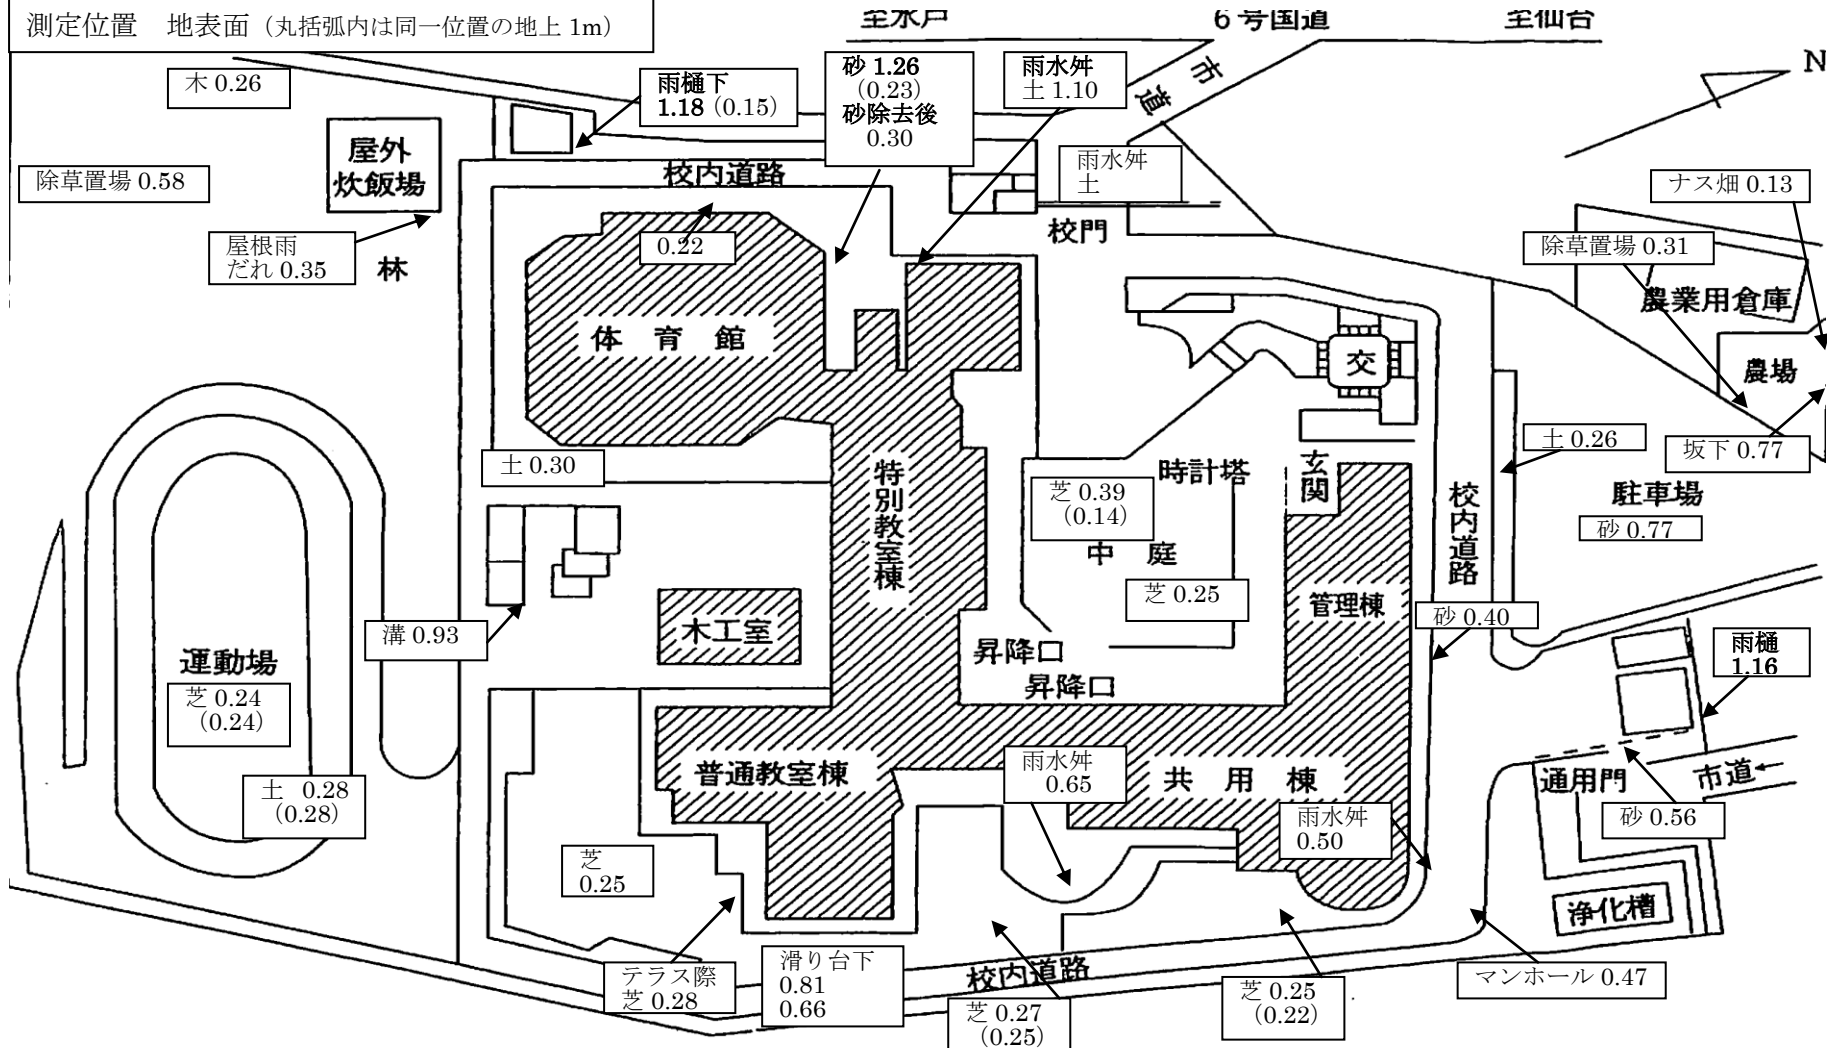 測定位置　地表面（丸括弧内は同一位置の地上 1m）
至水戸
6号国道
至仙台
N
木 0.26
雨樋下
1.18（0.15）
砂 1.26
（0.23）
砂除去後
0.30
雨水舛
土 1.10
市道
屋外
炊飯場
除草置場 0.58
校内道路
雨水舛
土
ナス畑 0.13
屋根雨
だれ 0.35
林
0.22
校門
除草置場 0.31
農業用倉庫
体育館
交
農場
土 0.30
特別教室棟
芝 0.39
（0.14）
時計塔
玄関
校内道路
土 0.26
坂下 0.77
駐車場
砂 0.77
中庭
芝 0.25
管理棟
砂 0.40
溝 0.93
木工室
運動場
芝 0.24
（0.24）
昇降口
昇降口
雨樋
1.16
土 0.28
（0.28）
普通教室棟
雨水舛
0.65
共用棟
雨水舛
0.50
通用門
市道←
砂 0.56
芝
0.25
浄化槽
テラス際
芝 0.28
滑り台下
0.81
0.66
校内道路
芝 0.27
（0.25）
芝 0.25
（0.22）
マンホール 0.47